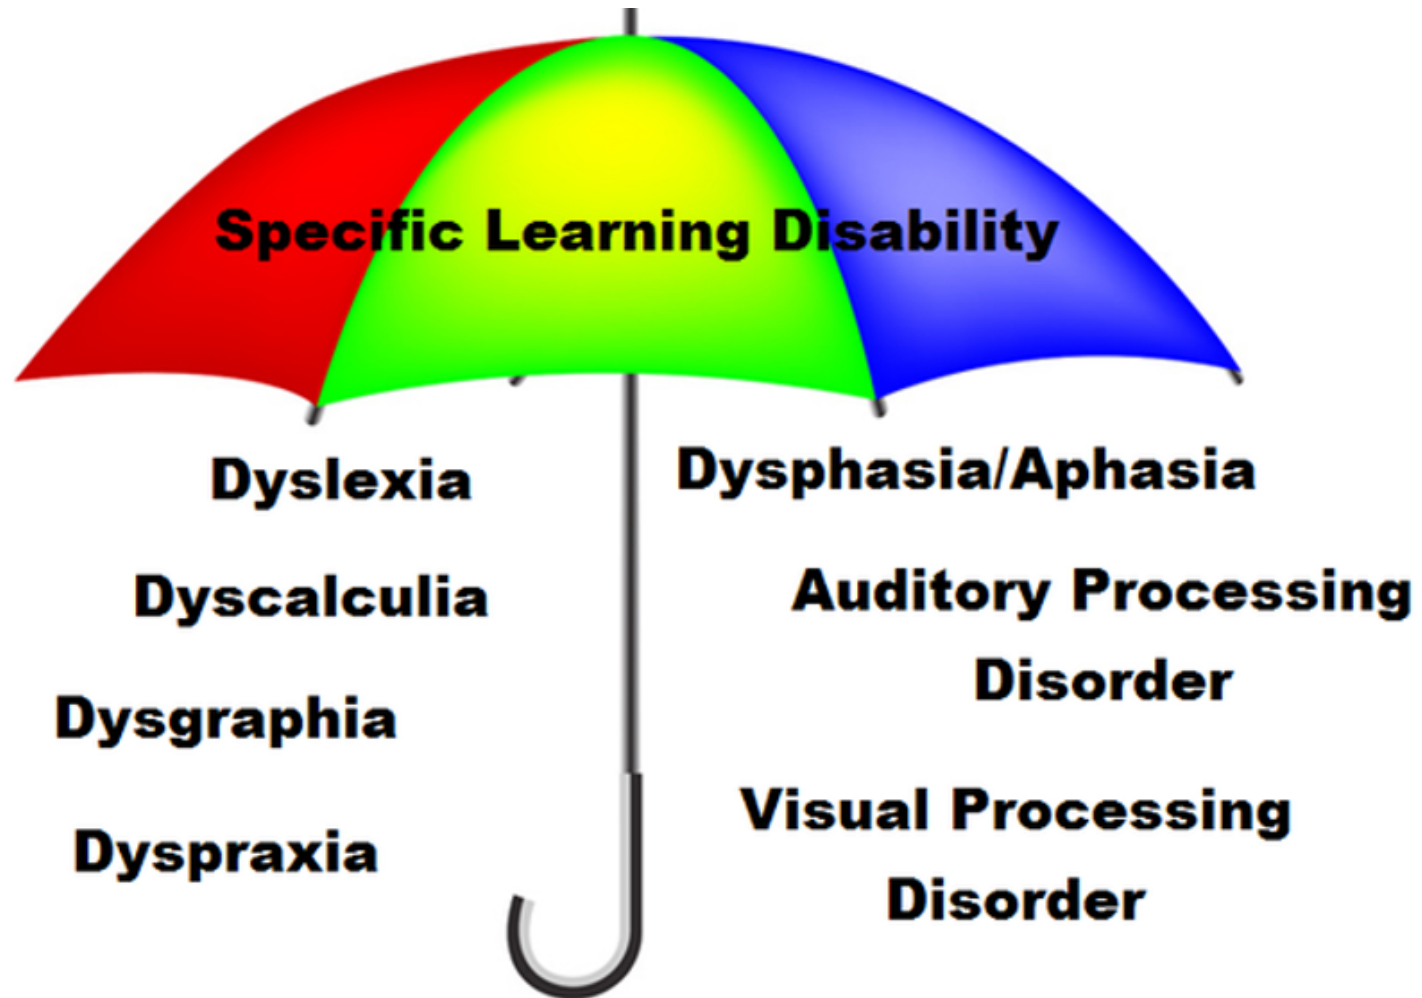 Specific Learning Disability
Dyslexia
Dyscalculia
Dysgraphia
Dyspraxia
Dysphasia/Aphasia
Auditory Processing
Disorder
Visual Processing
Disorder